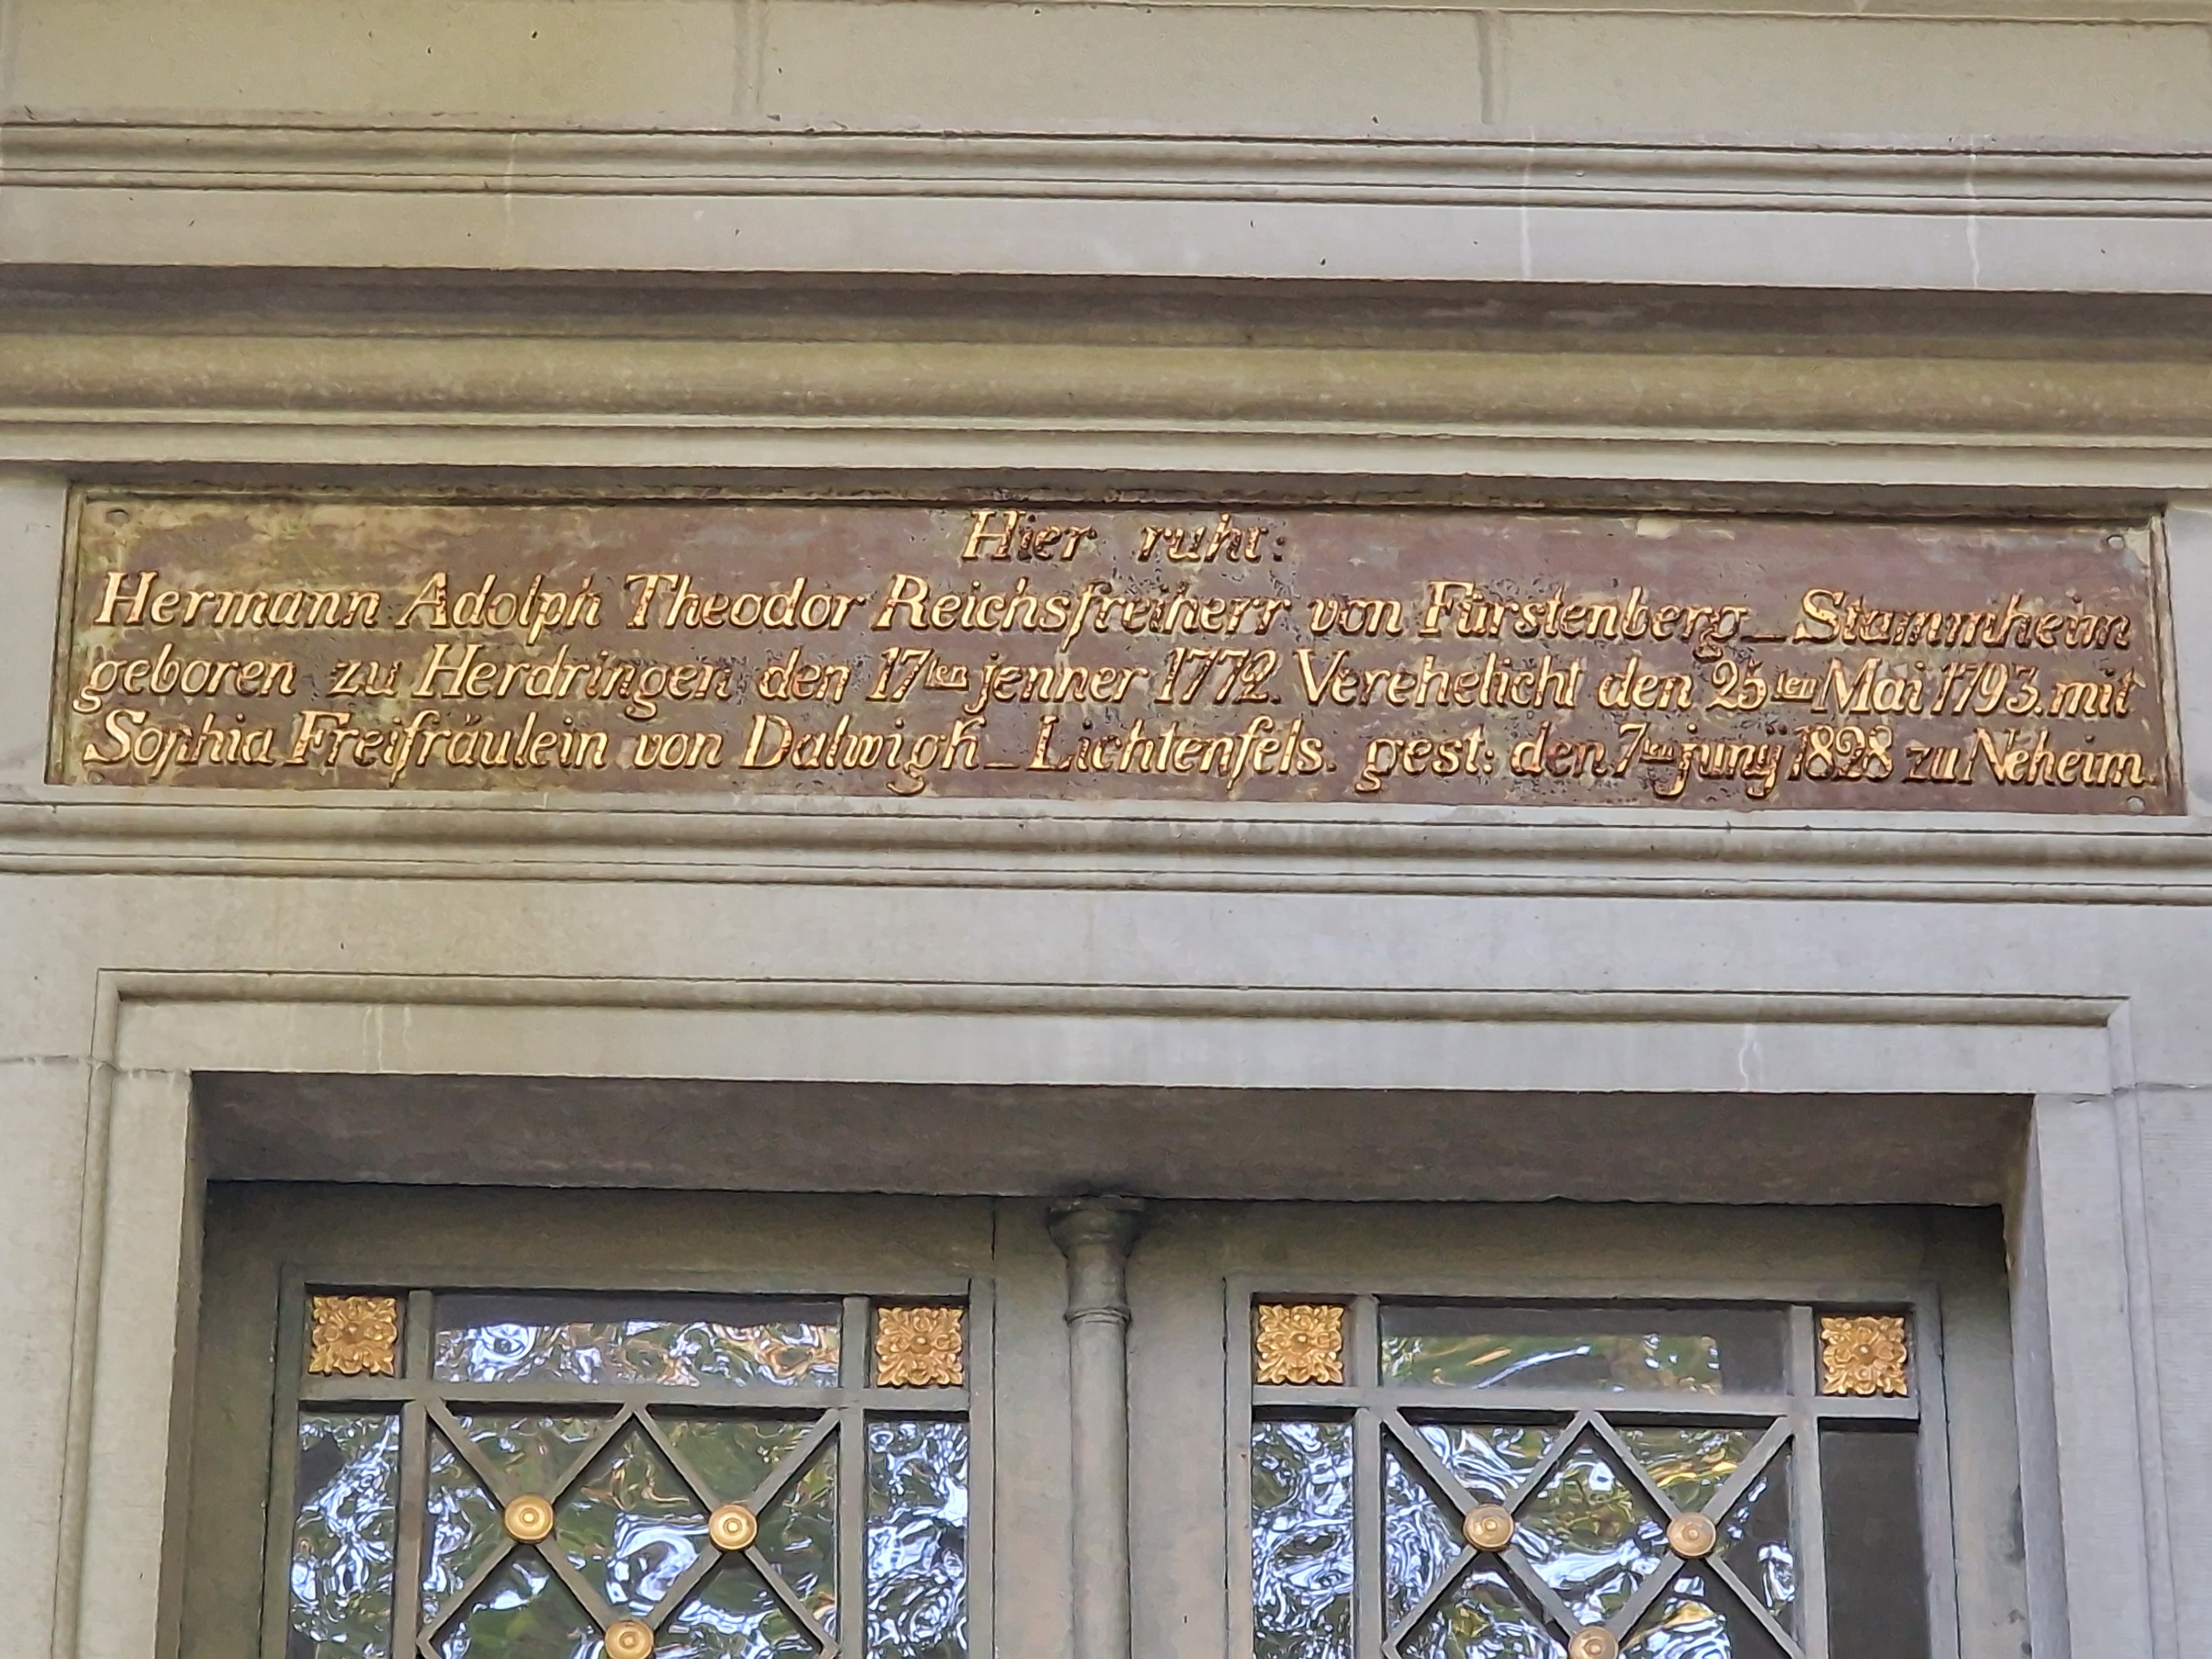 Hier ruht:
Hermann Adolph Theodor Reichsfreiherr von Fürstenberg_Stammheim
geboren zu Herdringen den 17ten jenner 1772. Verehelicht den 25ten Mai 1793. mit
Sophia Freifräulein von Dalwigk_Lichtenfels. gest: den 7ten junÿ 1828 zu Neheim.